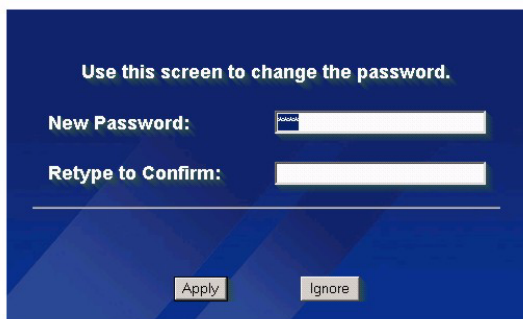 Use this screen to change the password.
New Password: ****
Retype to Confirm:
Apply Ignore